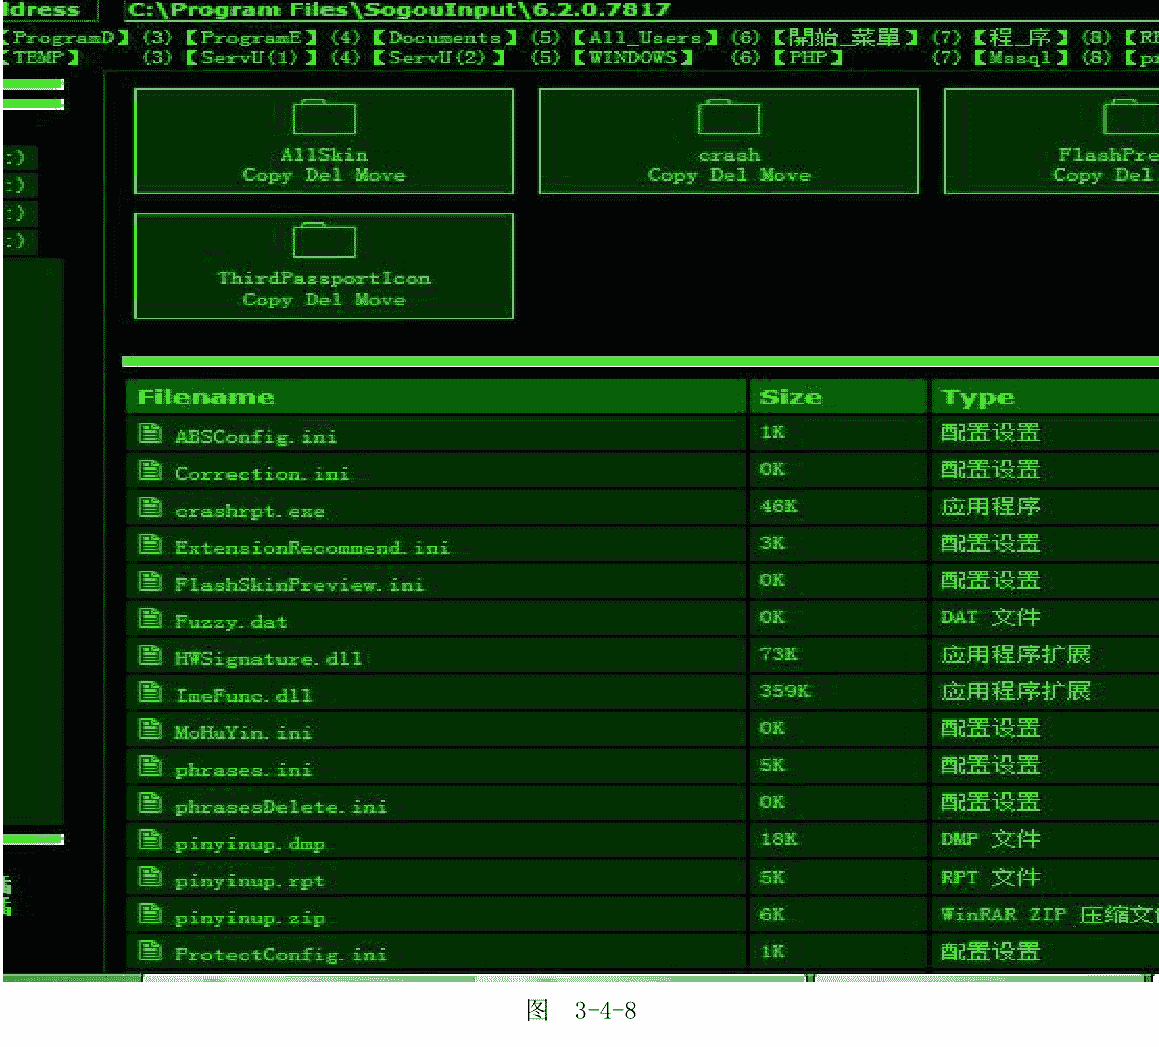 ddress C:\Program Files\SogouInput\6.2.0.7817
【ProgramD】 (3) 【ProgramE】 (4) 【Documents】 (5) 【All_Users】 (6) 【開始_菜單】 (7) 【程_序】 (8) 【RE
【TEMP】 (3) 【ServU(1)】 (4) 【ServU(2)】 (5) 【WINDOWS】 (6) 【PHP】 (7) 【Mssql】 (8) 【pr
:)
:)
:)
:)
AllSkin crash FlashPre
Copy Del Move Copy Del Move Copy Del
ThirdPassportIcon
Copy Del Move
Filename Size Type
ABSConfig.ini 1K 配置设置
Correction.ini 0K 配置设置
crashrpt.exe 46K 应用程序
ExtensionRecommend.ini 3K 配置设置
FlashSkinPreview.ini 0K 配置设置
Fuzzy.dat 0K DAT 文件
HWSignature.dll 73K 应用程序扩展
ImeFunc.dll 359K 应用程序扩展
MoHuYin.ini 0K 配置设置
phrases.ini 5K 配置设置
phrasesDelete.ini 0K 配置设置
pinyinup.dmp 18K DMP 文件
pinyinup.rpt 5K RPT 文件
pinyinup.zip 6K WinRAR ZIP 压缩文件
ProtectConfig.ini 1K 配置设置
图 3-4-8